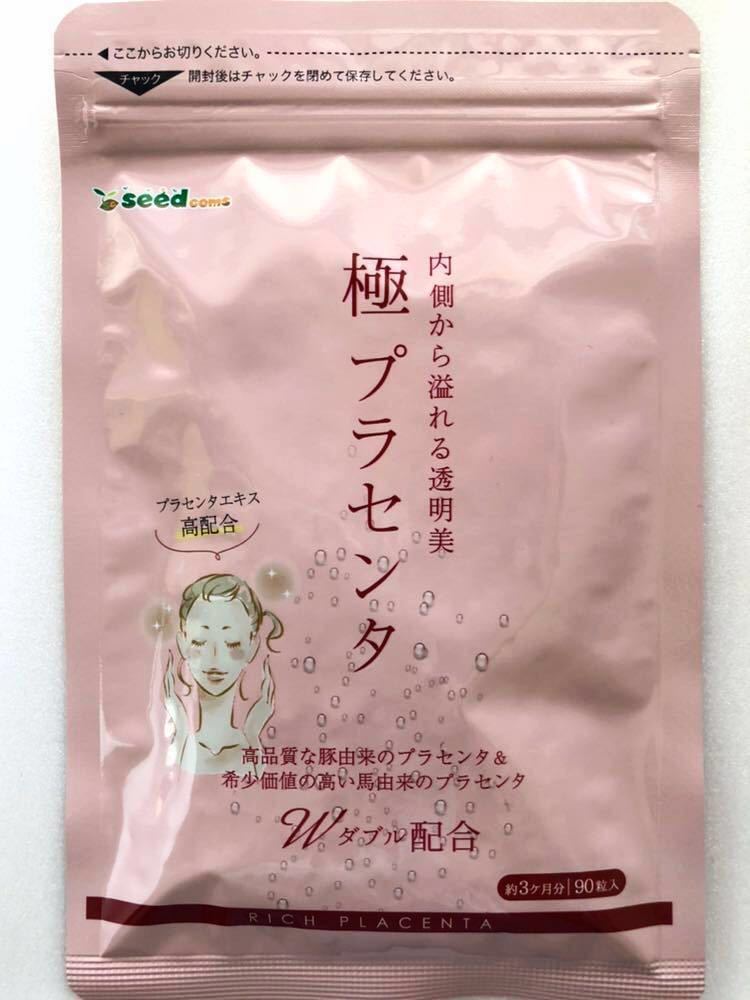 ◀ここからお切りください。
チャック
開封後はチャックを閉めて保存してください。
seedcoms
内側から溢れる透明美
極 プラセンタ
プラセンタエキス
高配合
高品質な豚由来のプラセンタ&
希少価値の高い馬由来のプラセンタ
Wダブル配合
約3ケ月分|90粒入
RICH PLACENTA